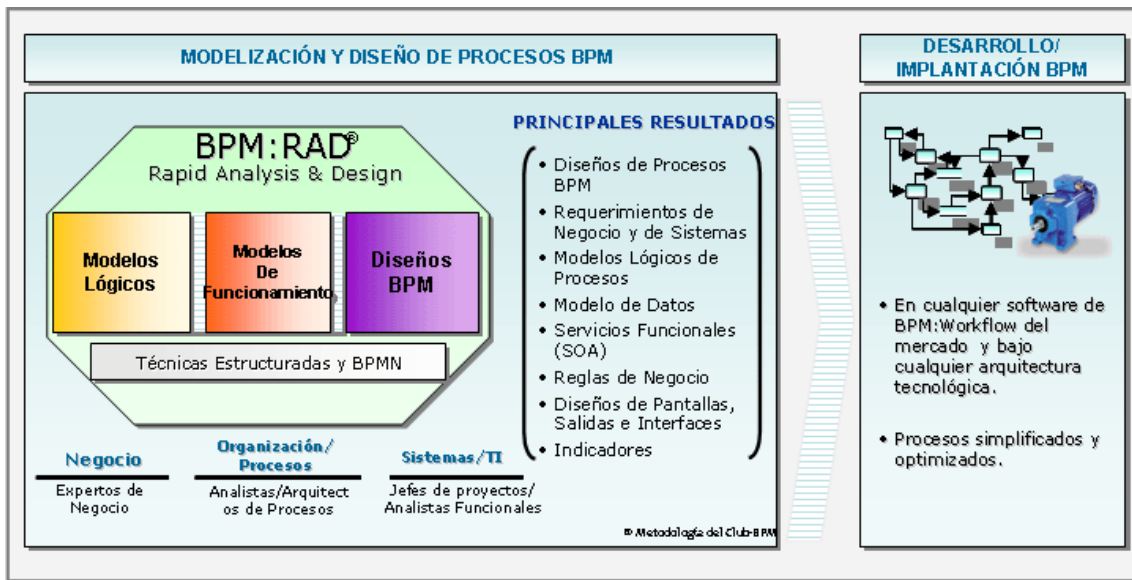 MODELIZACIÓN Y DISEÑO DE PROCESOS BPM
BPM:RAD®
Rapid Analysis & Design
Modelos
Lógicos
Modelos
De
Funcionamiento
Diseños
BPM
Técnicas Estructuradas y BPMN
Negocio
Expertos de
Negocio
Organización/
Procesos
Analistas/Arquitect
os de Procesos
Sistemas/TI
Jefes de proyectos/
Analistas Funcionales
PRINCIPALES RESULTADOS
• Diseños de Procesos
BPM
• Requerimientos de
Negocio y de Sistemas
• Modelos Lógicos de
Procesos
• Modelo de Datos
• Servicios Funcionales
(SOA)
• Reglas de Negocio
• Diseños de Pantallas,
Salidas e Interfaces
• Indicadores
® Metodología del Club-BPM
DESARROLLO/
IMPLANTACIÓN BPM
• En cualquier software de
BPM:Workflow del
mercado y bajo
cualquier arquitectura
tecnológica.
• Procesos simplificados y
optimizados.